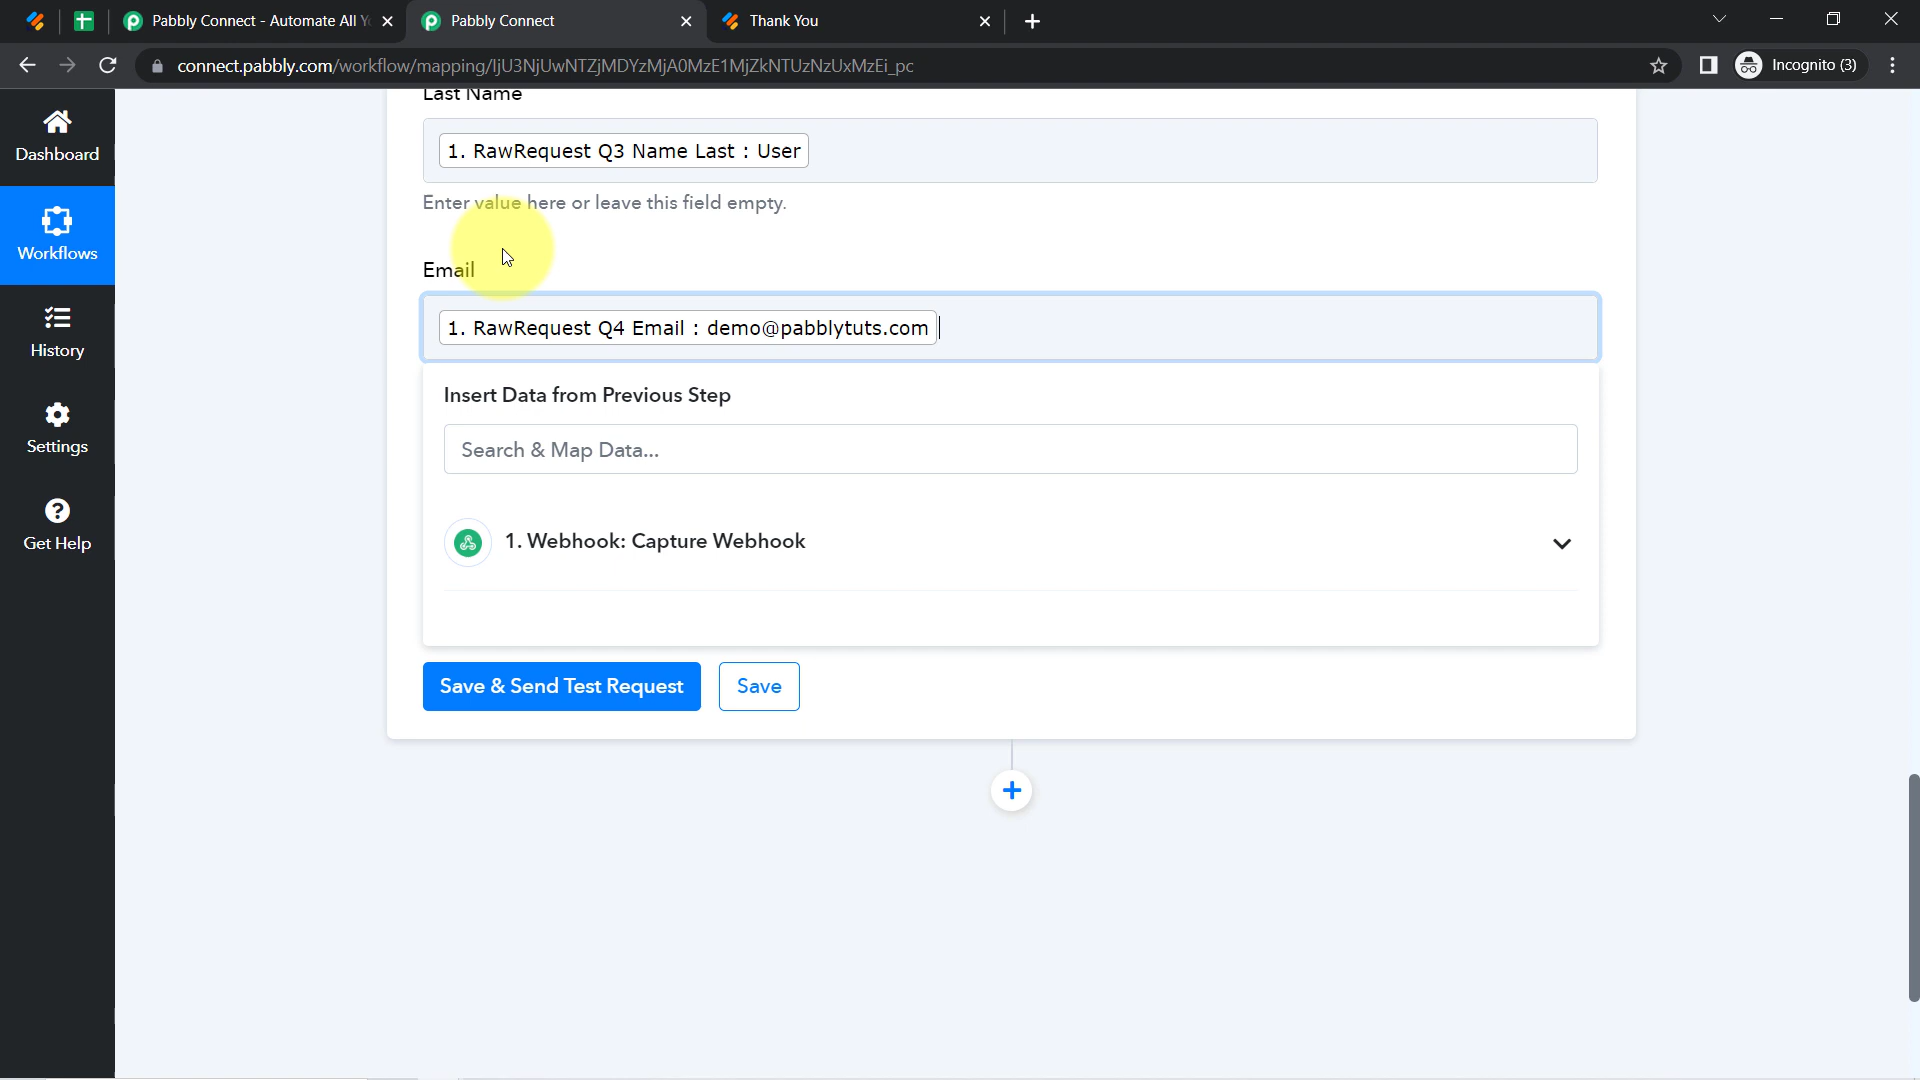 Pabbly Connect - Automate All Y
Pabbly Connect
Thank You
connect.pabbly.com/workflow/mapping/IjU3NjUwNTZjMDYzMjA0MzE1MjZkNTUzNzUxMzEi_pc
Incognito (3)
Dashboard
Workflows
History
Settings
Get Help
Last Name
1. RawRequest Q3 Name Last : User
Enter value here or leave this field empty.
Email
1. RawRequest Q4 Email : demo@pabblytuts.com
Insert Data from Previous Step
Search & Map Data...
1. Webhook: Capture Webhook
Save & Send Test Request
Save